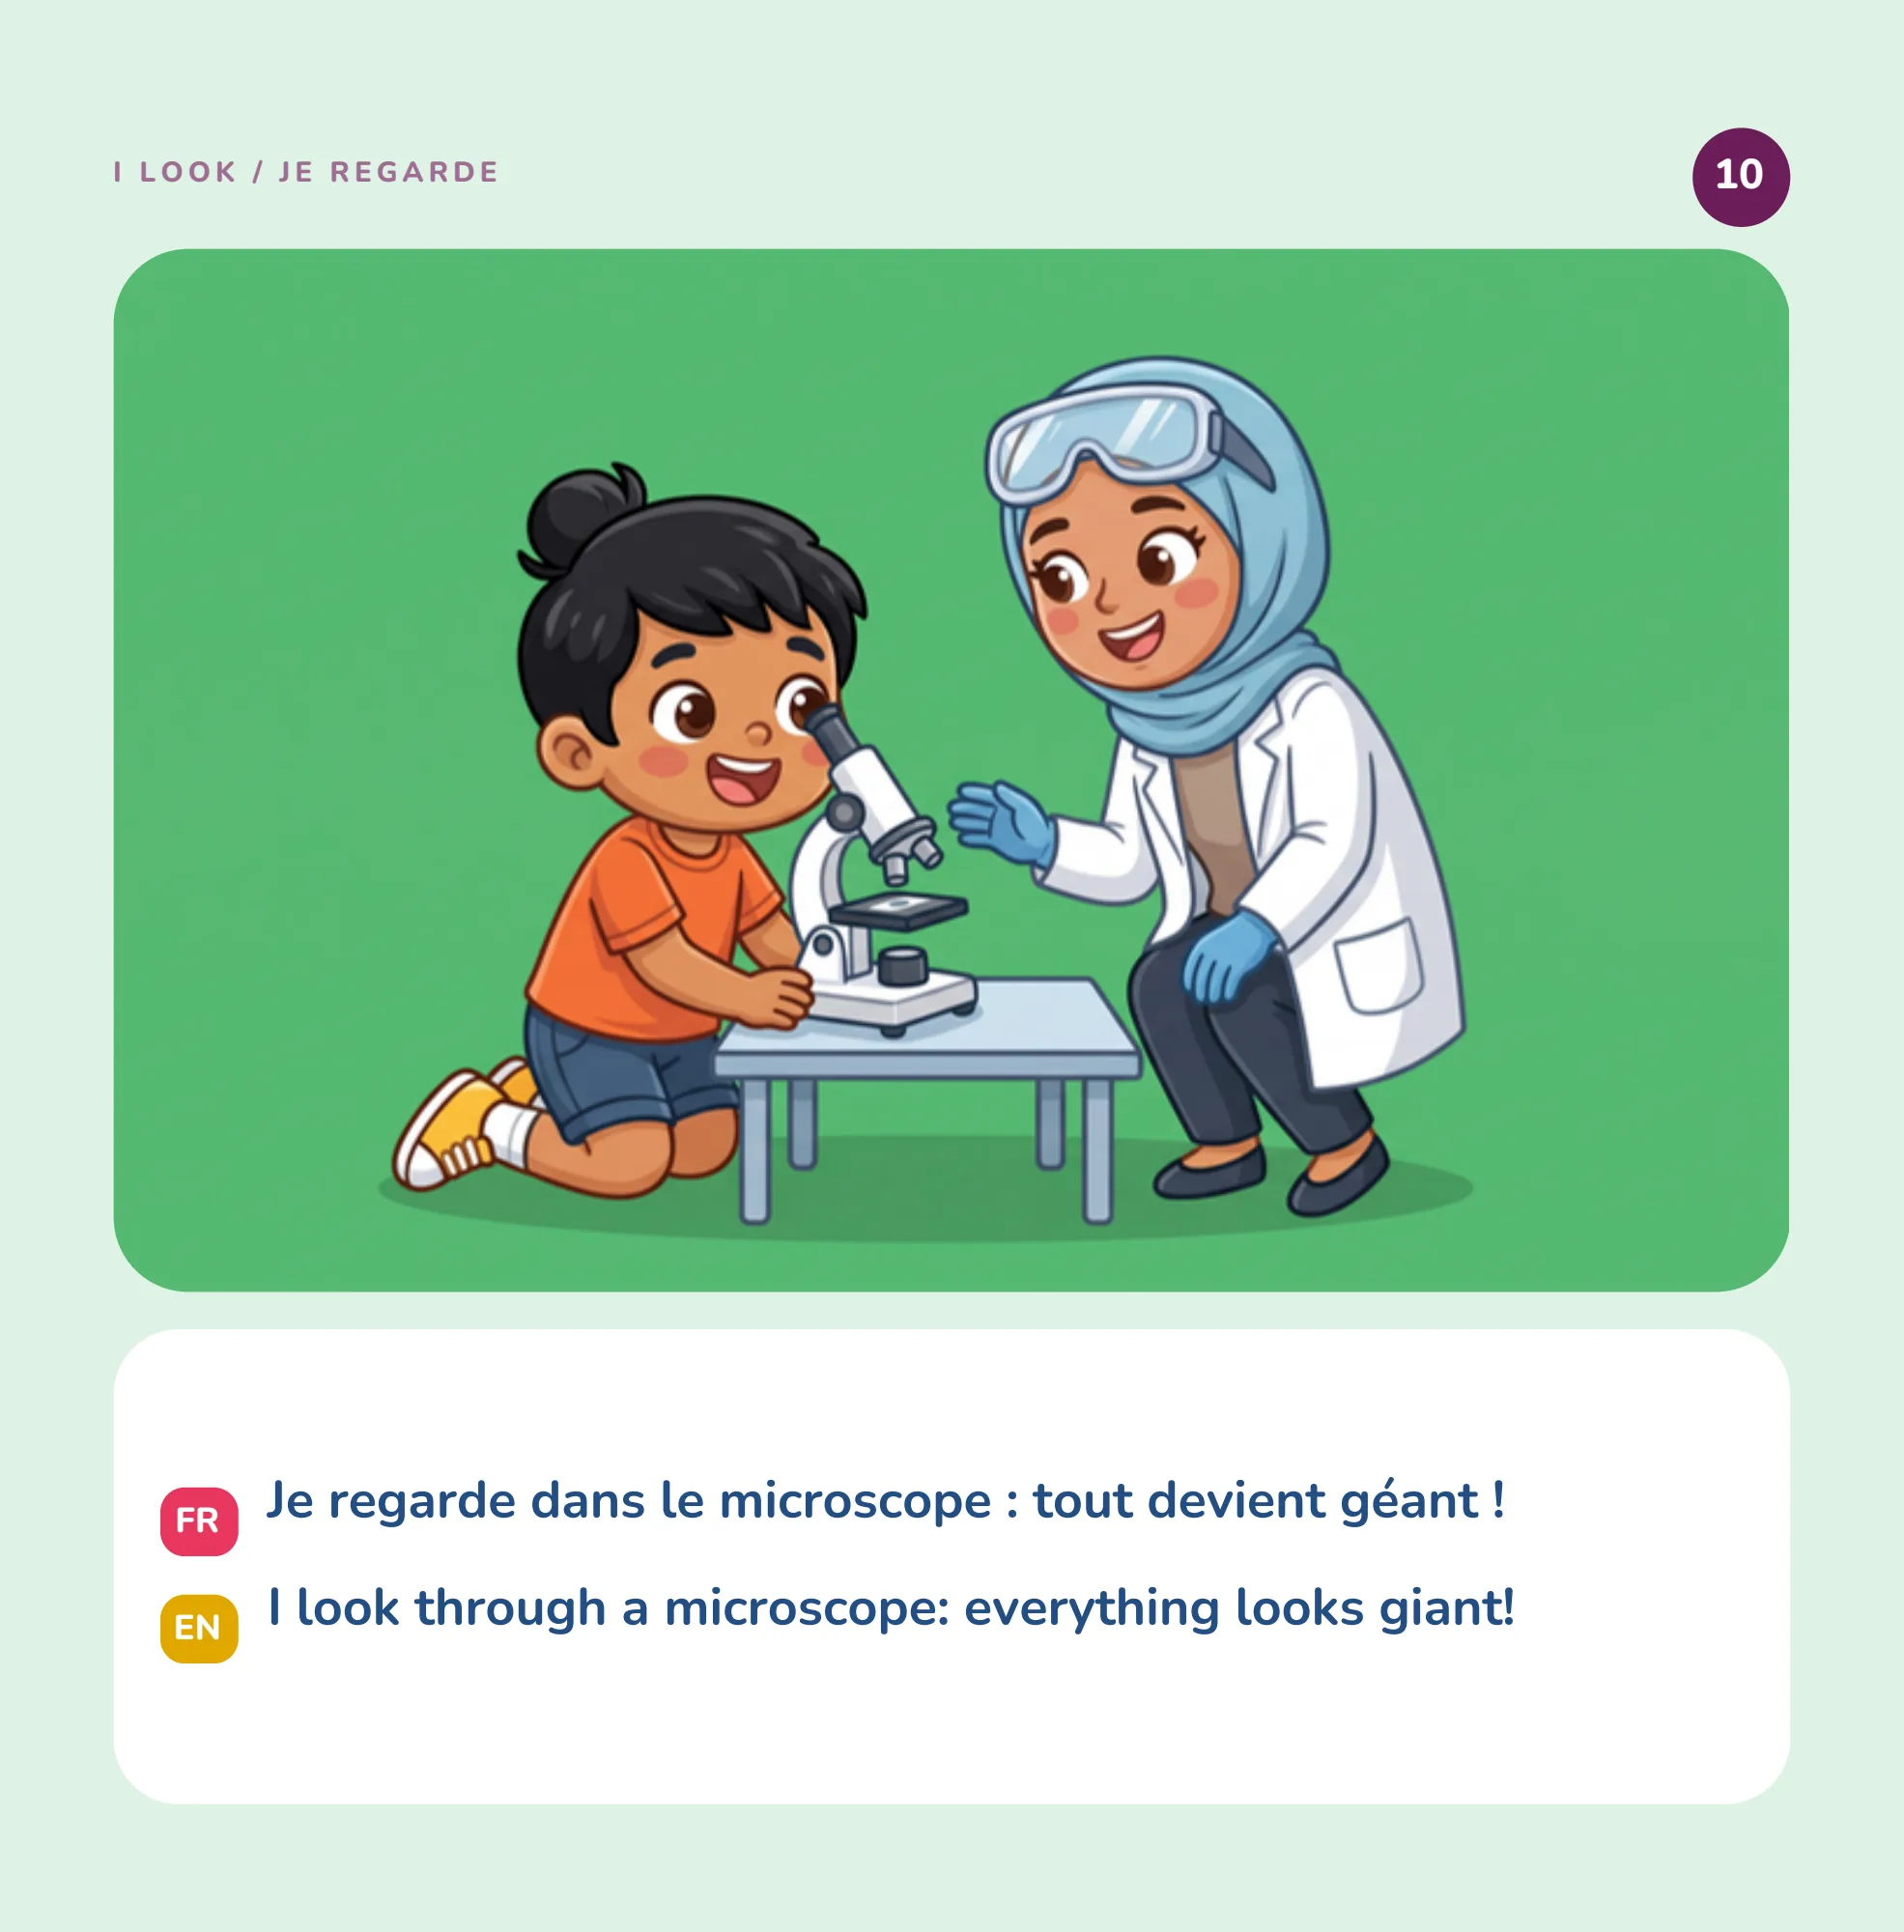 I LOOK / JE REGARDE
10
FR Je regarde dans le microscope : tout devient géant !
EN I look through a microscope: everything looks giant!